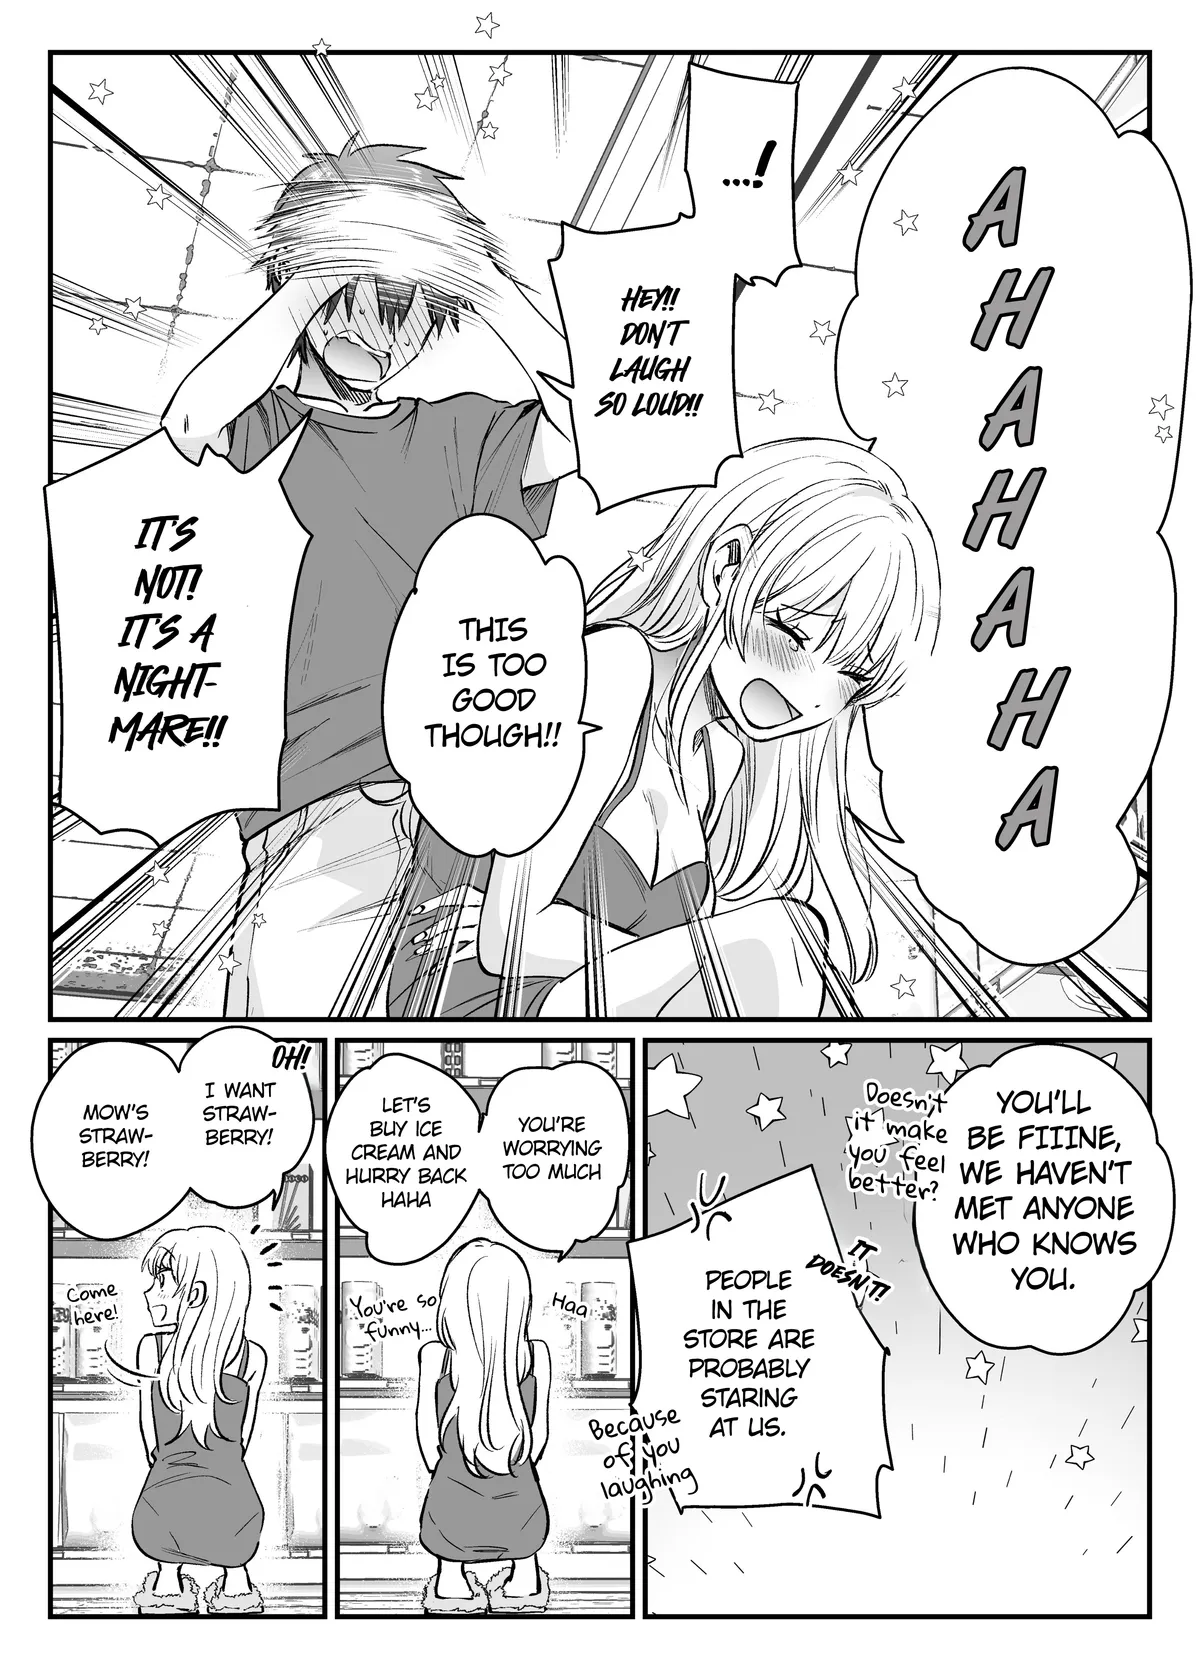 AHAHAHAHAHA
...!
HEY!!
DON'T
LAUGH
SO LOUD!!
THIS
IS TOO
GOOD
THOUGH!!
IT'S
NOT!
IT'S A
NIGHT-
MARE!!
YOU'LL
BE FIIINE,
WE HAVEN'T
MET ANYONE
WHO KNOWS
YOU.
Doesn't
it make
you feel
better?
IT
DOESN'T!
PEOPLE
IN THE
STORE ARE
PROBABLY
STARING
AT US.
Because
of you
laughing
YOU'RE
WORRYING
TOO MUCH
LET'S
BUY ICE
CREAM AND
HURRY BACK
HAHA
Haa
You're so
funny...
OH!
I WANT
STRAW-
BERRY!
MOW'S
STRAW-
BERRY!
Come
here!